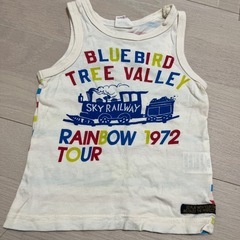 BLUEBIRD
TREE VALLEY
SKY RAILWAY
RAINBOW 1972
TOUR